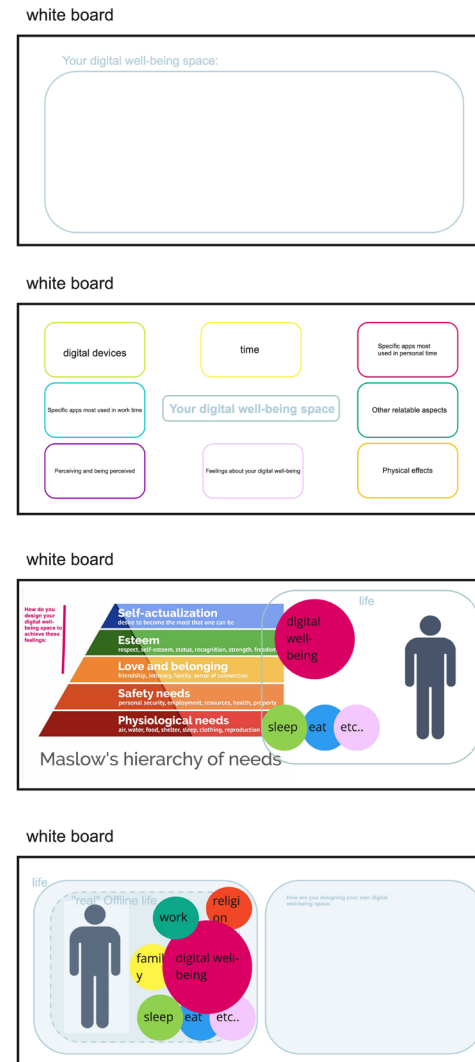 white board
Your digital well-being space:
white board
digital devices
time
Specific apps most
used in personal time
Specific apps most used in work time
Your digital well-being space
Other relatable aspects
Perceiving and being perceived
Feelings about your digital well-being
Physical effects
white board
How do you
design your
digital well-
being space to
achieve these
feelings:
Self-actualization
desire to become the most that one can be
Esteem
respect, self-esteem, status, recognition, strength, freedom
Love and belonging
friendship, intimacy, family, sense of connection
Safety needs
personal security, employment, resources, health, property
Physiological needs
air, water, food, shelter, sleep, clothing, reproduction
Maslow's hierarchy of needs
life
digital
well-
being
sleep
eat
etc..
white board
life
"real" Offline life
work
religi
on
famil
y
digital well-
being
sleep
eat
etc..
How are you designing your own digital
well-being space: